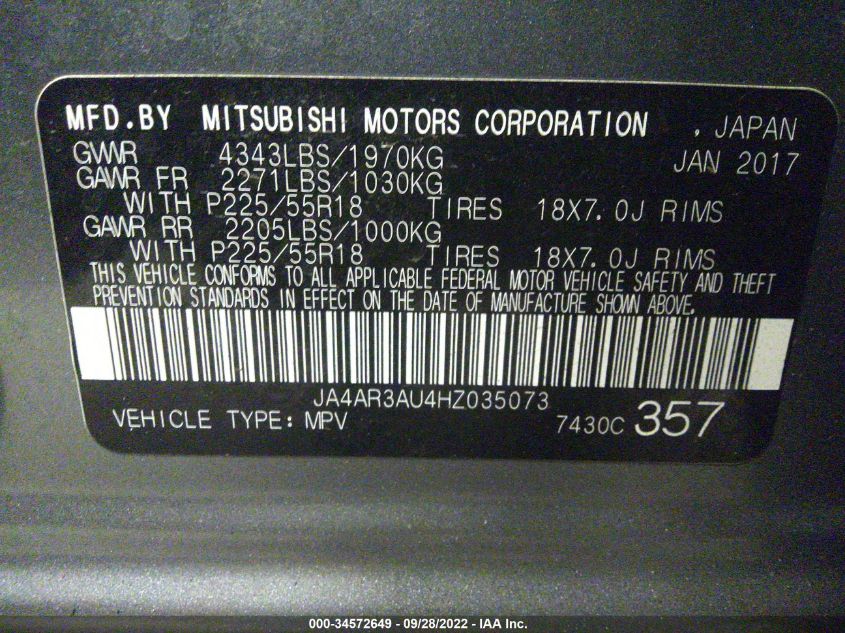 MFD.BY MITSUBISHI MOTORS CORPORATION , JAPAN
GVWR 4343LBS/1970KG JAN 2017
GAWR FR 2271LBS/1030KG
WITH P225/55R18 TIRES 18X7.0J RIMS
GAWR RR 2205LBS/1000KG
WITH P225/55R18 TIRES 18X7.0J RIMS
THIS VEHICLE CONFORMS TO ALL APPLICABLE FEDERAL MOTOR VEHICLE SAFETY AND THEFT
PREVENTION STANDARDS IN EFFECT ON THE DATE OF MANUFACTURE SHOWN ABOVE.
JA4AR3AU4HZ035073
VEHICLE TYPE: MPV 7430C 357
000-34572649 - 09/28/2022 - IAA Inc.